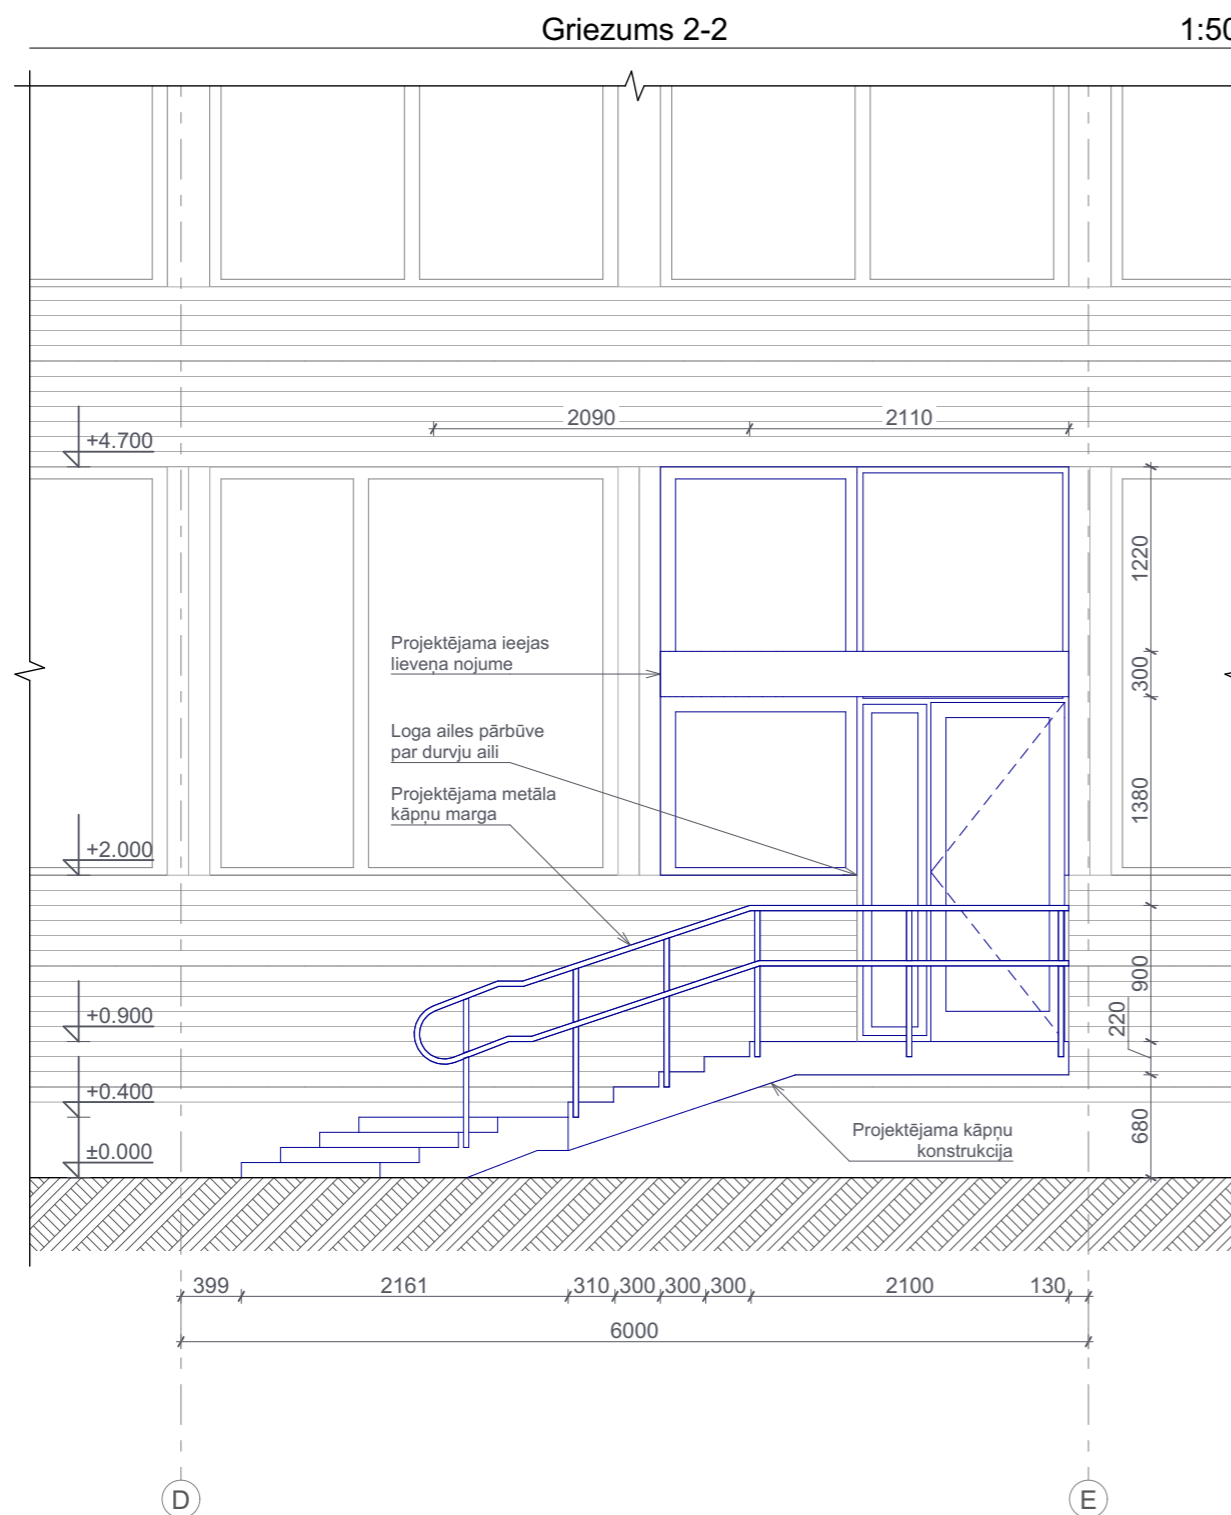 Griezums 2-2
1:50
2090
2110
+4.700
1220
Projektējama ieejas
lieveņa nojume
300
Loga ailes pārbūve
par durvju aili
Projektējama metāla
kāpņu marga
1380
+2.000
900
+0.900
220
+0.400
680
Projektējama kāpņu
konstrukcija
±0.000
399
2161
310
300
300
300
2100
130
6000
D
E